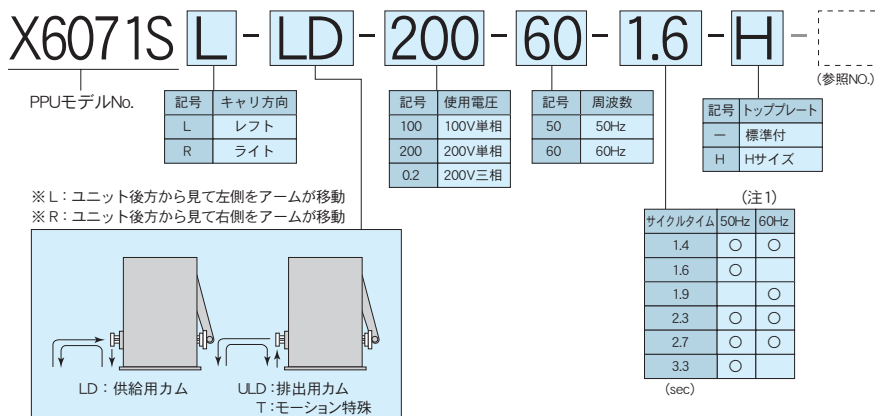 X6071S L - LD - 200 - 60 - 1.6 - H -
(参照NO.)
PPUモデルNo.
記号 キャリ方向
L レフト
R ライト
記号 使用電圧
100 100V単相
200 200V単相
0.2 200V三相
記号 周波数
50 50Hz
60 60Hz
記号 トッププレート
― 標準付
H Hサイズ
※L：ユニット後方から見て左側をアームが移動
※R：ユニット後方から見て右側をアームが移動
(注1)
サイクルタイム 50Hz 60Hz
1.4 ○ ○
1.6 ○
1.9 ○
2.3 ○ ○
2.7 ○ ○
3.3 ○
(sec)
LD：供給用カム
ULD：排出用カム
T：モーション特殊